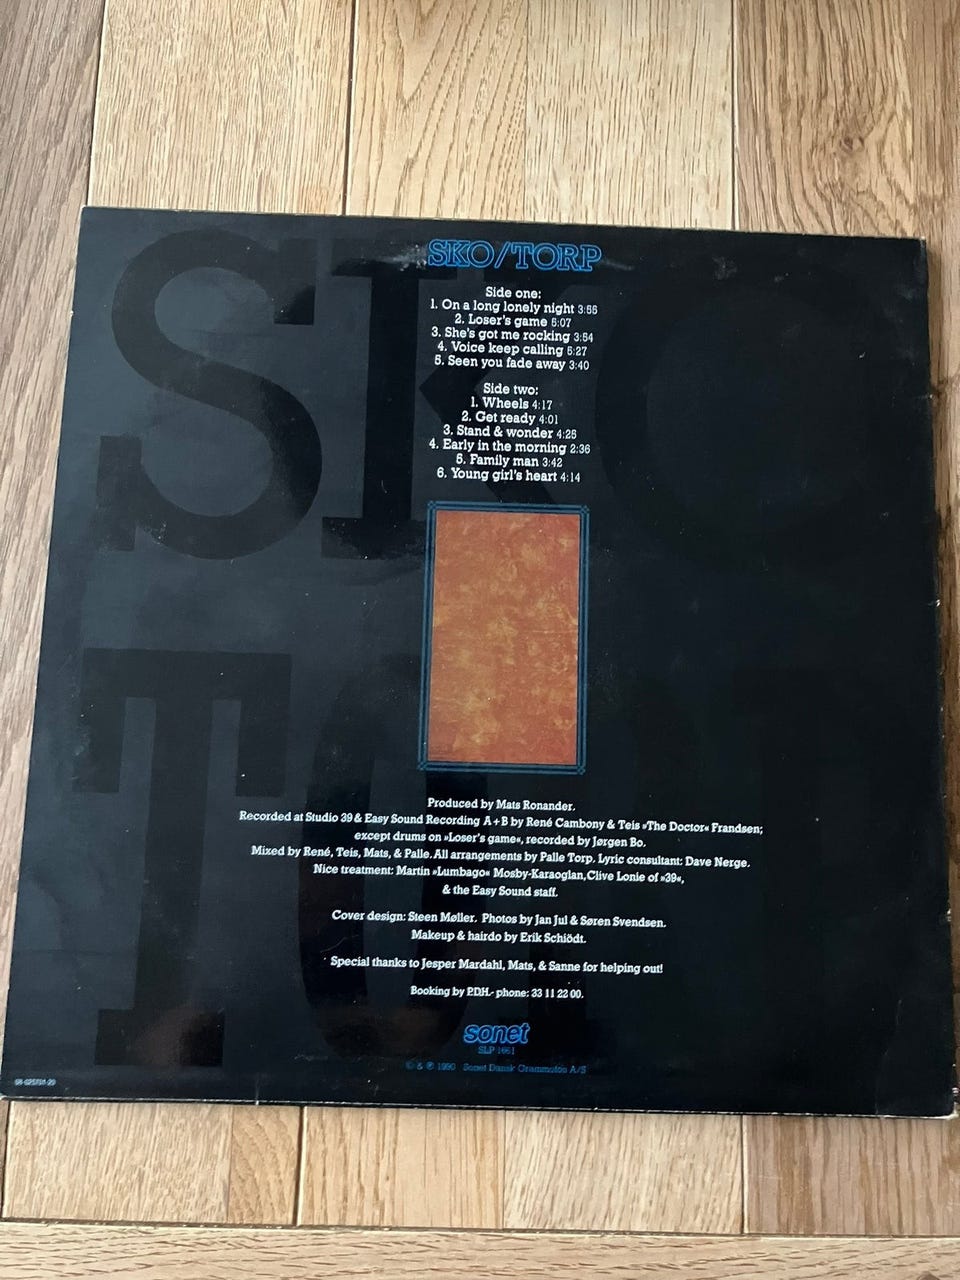 SKO
TORP
SKO/TORP
Side one:
1. On a long lonely night 3:55
2. Loser's game 5:07
3. She's got me rocking 3:54
4. Voice keep calling 5:27
5. Seen you fade away 3:40
Side two:
1. Wheels 4:17
2. Get ready 4:01
3. Stand & wonder 4:25
4. Early in the morning 2:36
5. Family man 3:42
6. Young girl's heart 4:14
Produced by Mats Ronander.
Recorded at Studio 39 & Easy Sound Recording A+B by René Cambony & Teis »The Doctor« Frandsen;
except drums on »Loser's game«, recorded by Jørgen Bo.
Mixed by René, Teis, Mats, & Palle. All arrangements by Palle Torp. Lyric consultant: Dave Nerge.
Nice treatment: Martin »Lumbago« Mosby-Karaoglan, Clive Lonie of »39«,
& the Easy Sound staff.
Cover design: Steen Møller. Photos by Jan Jul & Søren Svendsen.
Makeup & hairdo by Erik Schiödt.
Special thanks to Jesper Mardahl, Mats, & Sanne for helping out!
Booking by P.D.H.- phone: 33 11 22 00.
sonet
SLP 1661
© & ℗ 1990 Sonet Dansk Grammofon A/S